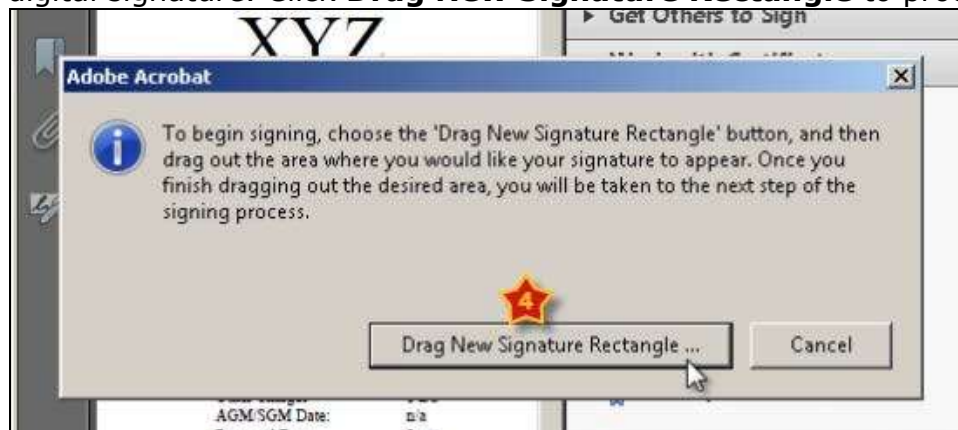 digital signature. Click Drag New Signature Rectangle to pro
Get Others to Sign
XYZ
Adobe Acrobat
To begin signing, choose the 'Drag New Signature Rectangle' button, and then
drag out the area where you would like your signature to appear. Once you
finish dragging out the desired area, you will be taken to the next step of the
signing process.
4
Drag New Signature Rectangle ...
Cancel
AGM/SGM Date: n/a